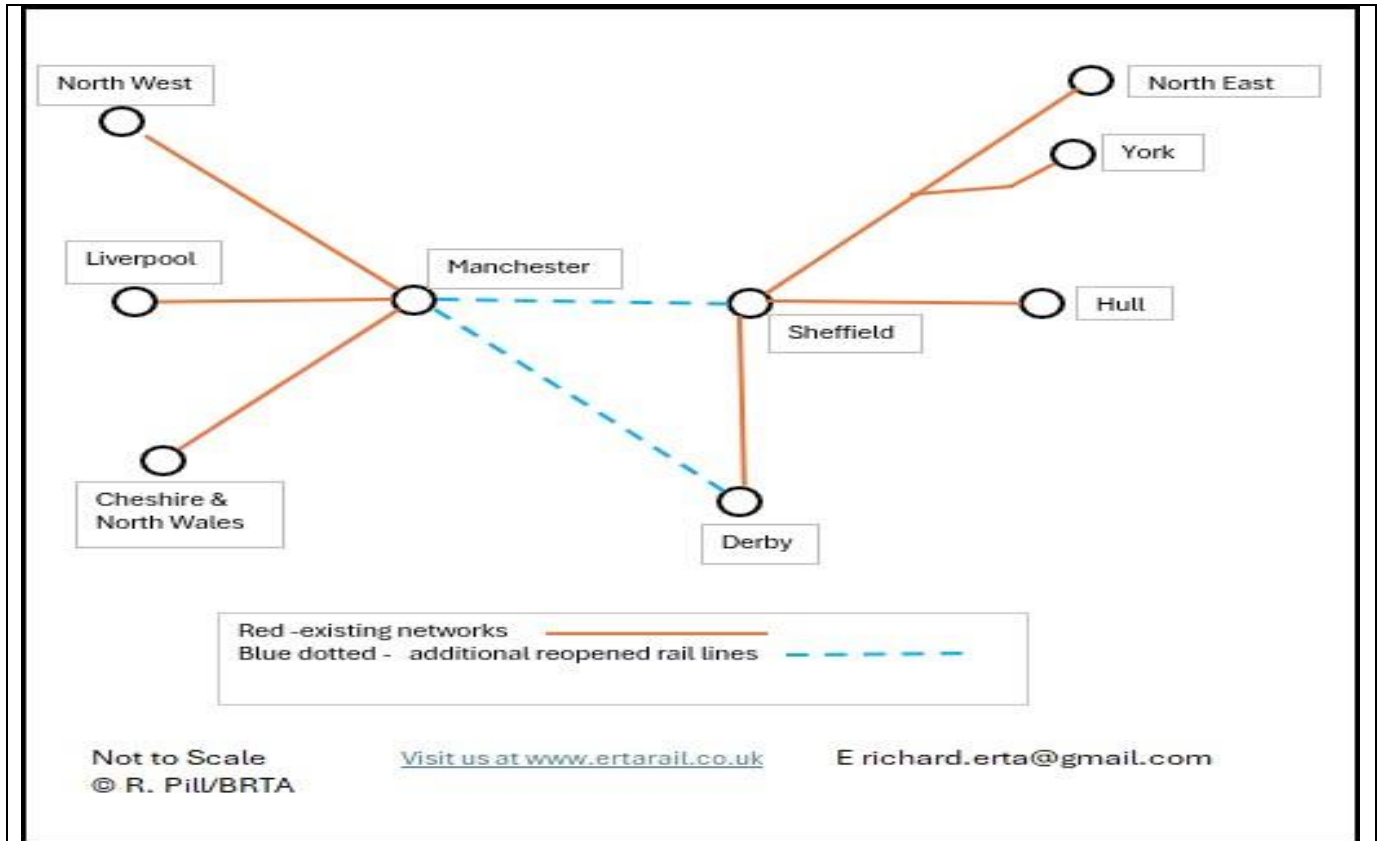 North West
North East
York
Liverpool
Manchester
Hull
Sheffield
Cheshire &
North Wales
Derby
Red -existing networks
Blue dotted - additional reopened rail lines
Not to Scale
Visit us at www.ertarail.co.uk
E richard.erta@gmail.com
© R. Pill/BRTA